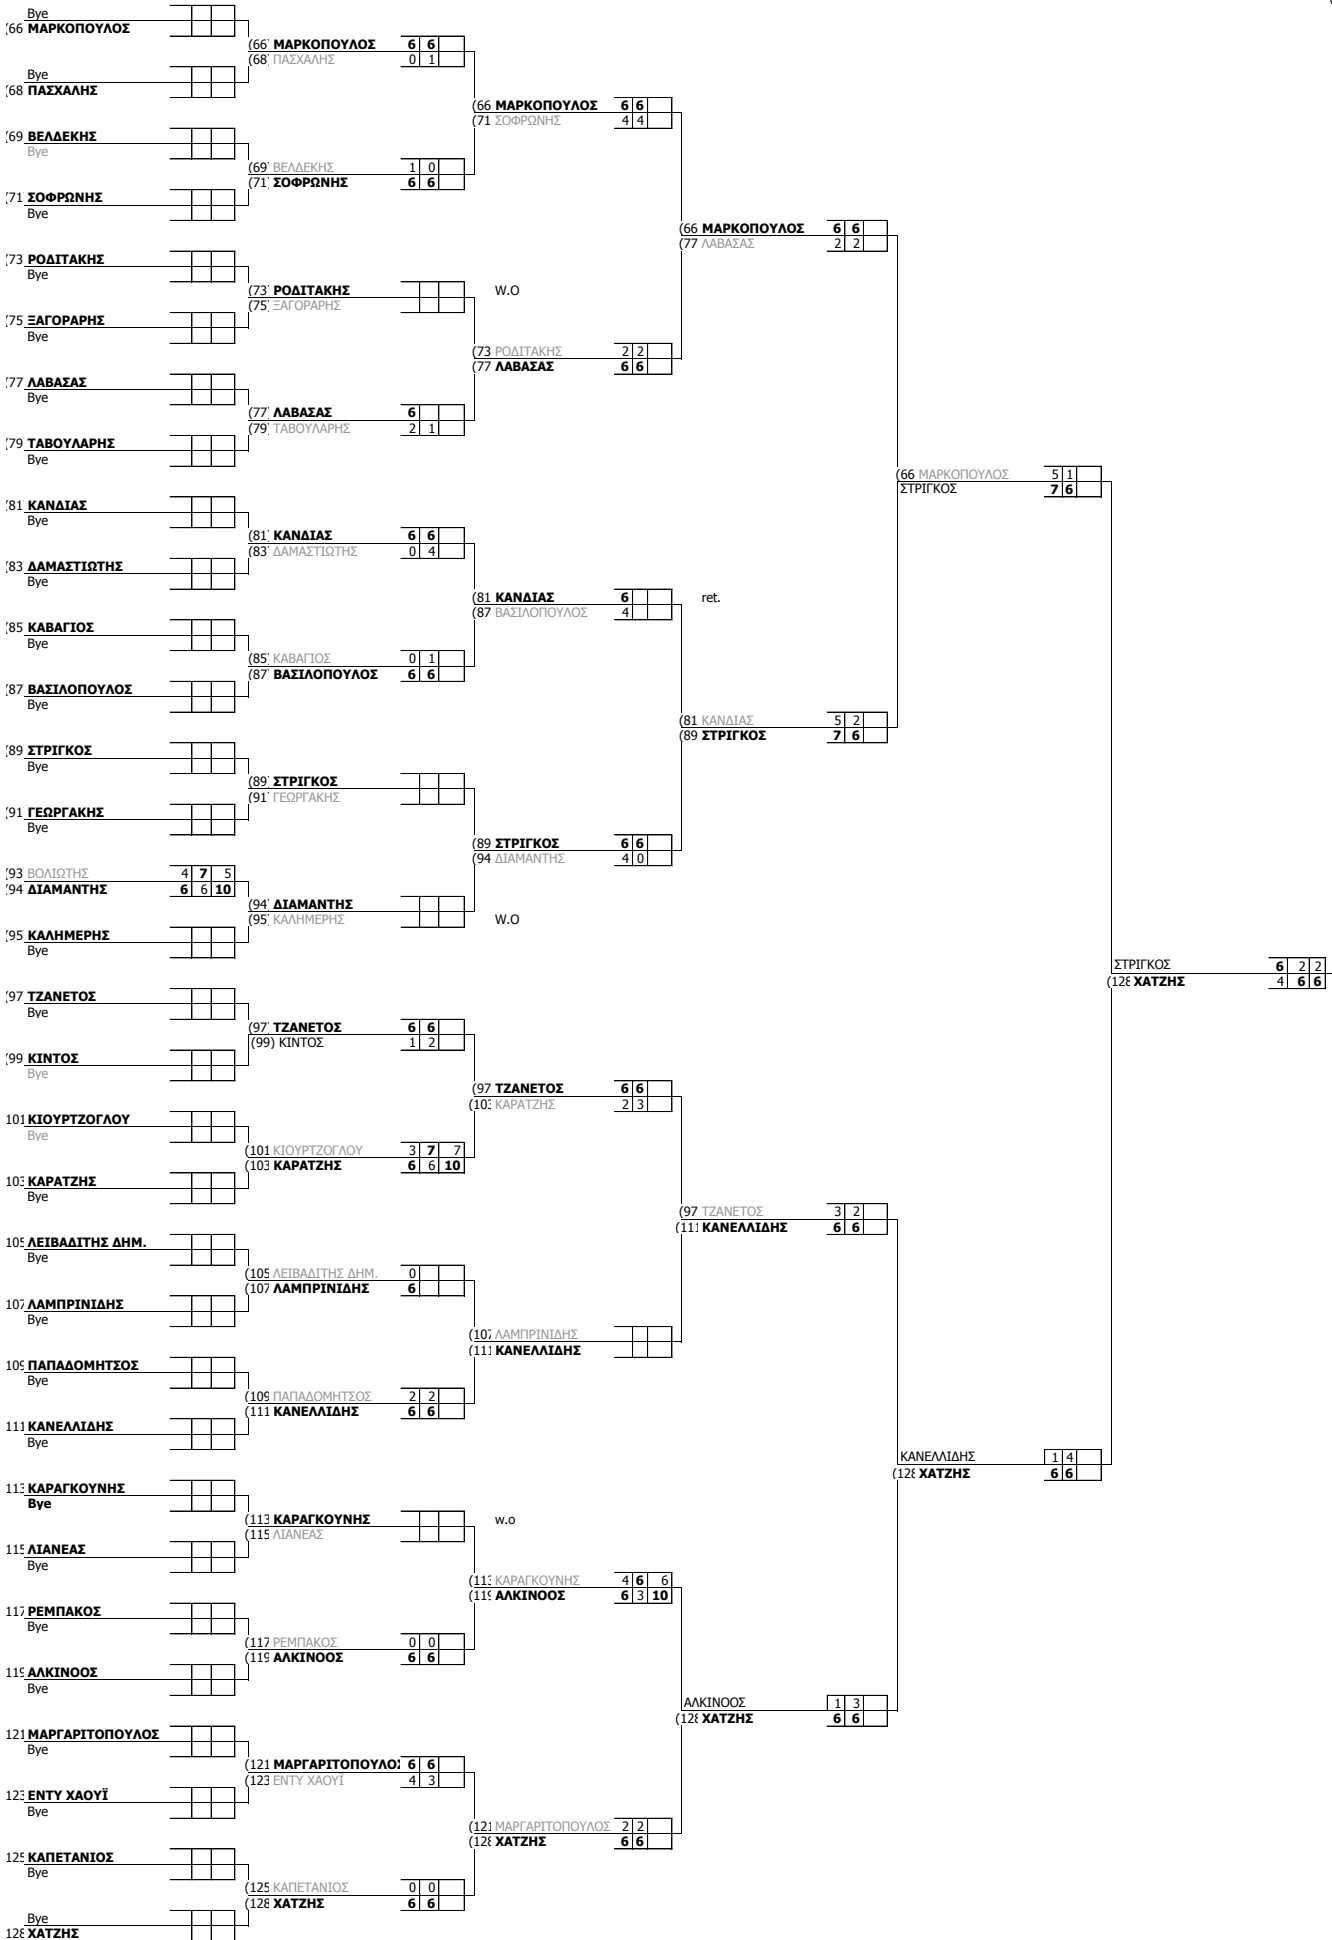 Bye
(66 ΜΑΡΚΟΠΟΥΛΟΣ
(66) ΜΑΡΚΟΠΟΥΛΟΣ 6 6
(68) ΠΑΣΧΑΛΗΣ 0 1
Bye
(68 ΠΑΣΧΑΛΗΣ
(66 ΜΑΡΚΟΠΟΥΛΟΣ 6 6
(71 ΣΟΦΡΩΝΗΣ 4 4
(69 ΒΕΛΔΕΚΗΣ
Bye
(69) ΒΕΛΔΕΚΗΣ 1 0
(71) ΣΟΦΡΩΝΗΣ 6 6
(71 ΣΟΦΡΩΝΗΣ
Bye
(66 ΜΑΡΚΟΠΟΥΛΟΣ 6 6
(77 ΛΑΒΑΣΑΣ 2 2
(73 ΡΟΔΙΤΑΚΗΣ
Bye
(73) ΡΟΔΙΤΑΚΗΣ W.O
(75) ΞΑΓΟΡΑΡΗΣ
(75 ΞΑΓΟΡΑΡΗΣ
Bye
(73 ΡΟΔΙΤΑΚΗΣ 2 2
(77 ΛΑΒΑΣΑΣ 6 6
(77 ΛΑΒΑΣΑΣ
Bye
(77) ΛΑΒΑΣΑΣ 6
(79) ΤΑΒΟΥΛΑΡΗΣ 2 1
(79 ΤΑΒΟΥΛΑΡΗΣ
Bye
(66 ΜΑΡΚΟΠΟΥΛΟΣ 5 1
ΣΤΡΙΓΚΟΣ 7 6
(81 ΚΑΝΔΙΑΣ
Bye
(81) ΚΑΝΔΙΑΣ 6 6
(83) ΔΑΜΑΣΤΙΩΤΗΣ 0 4
(83 ΔΑΜΑΣΤΙΩΤΗΣ
Bye
(81 ΚΑΝΔΙΑΣ 6 ret.
(87 ΒΑΣΙΛΟΠΟΥΛΟΣ 4
(85 ΚΑΒΑΓΙΟΣ
Bye
(85) ΚΑΒΑΓΙΟΣ 0 1
(87) ΒΑΣΙΛΟΠΟΥΛΟΣ 6 6
(87 ΒΑΣΙΛΟΠΟΥΛΟΣ
Bye
(81 ΚΑΝΔΙΑΣ 5 2
(89 ΣΤΡΙΓΚΟΣ 7 6
(89 ΣΤΡΙΓΚΟΣ
Bye
(89) ΣΤΡΙΓΚΟΣ
(91) ΓΕΩΡΓΑΚΗΣ
(91 ΓΕΩΡΓΑΚΗΣ
Bye
(89 ΣΤΡΙΓΚΟΣ 6 6
(94 ΔΙΑΜΑΝΤΗΣ 4 0
(93 ΒΟΛΙΩΤΗΣ 4 7 5
(94 ΔΙΑΜΑΝΤΗΣ 6 6 10
(94) ΔΙΑΜΑΝΤΗΣ
(95) ΚΑΛΗΜΕΡΗΣ W.O
(95 ΚΑΛΗΜΕΡΗΣ
Bye
ΣΤΡΙΓΚΟΣ 6 2 2
(128 ΧΑΤΖΗΣ 4 6 6
(97 ΤΖΑΝΕΤΟΣ
Bye
(97) ΤΖΑΝΕΤΟΣ 6 6
(99) ΚΙΝΤΟΣ 1 2
(99 ΚΙΝΤΟΣ
Bye
(97 ΤΖΑΝΕΤΟΣ 6 6
(103 ΚΑΡΑΤΖΗΣ 2 3
101 ΚΙΟΥΡΤΖΟΓΛΟΥ
Bye
(101 ΚΙΟΥΡΤΖΟΓΛΟΥ 3 7 7
(103 ΚΑΡΑΤΖΗΣ 6 6 10
103 ΚΑΡΑΤΖΗΣ
Bye
(97 ΤΖΑΝΕΤΟΣ 3 2
(111 ΚΑΝΕΛΛΙΔΗΣ 6 6
105 ΛΕΙΒΑΔΙΤΗΣ ΔΗΜ.
Bye
(105 ΛΕΙΒΑΔΙΤΗΣ ΔΗΜ. 0
(107 ΛΑΜΠΡΙΝΙΔΗΣ 6
107 ΛΑΜΠΡΙΝΙΔΗΣ
Bye
(107 ΛΑΜΠΡΙΝΙΔΗΣ
(111 ΚΑΝΕΛΛΙΔΗΣ
109 ΠΑΠΑΔΟΜΗΤΣΟΣ
Bye
(109 ΠΑΠΑΔΟΜΗΤΣΟΣ 2 2
(111 ΚΑΝΕΛΛΙΔΗΣ 6 6
111 ΚΑΝΕΛΛΙΔΗΣ
Bye
ΚΑΝΕΛΛΙΔΗΣ 1 4
(128 ΧΑΤΖΗΣ 6 6
113 ΚΑΡΑΓΚΟΥΝΗΣ
Bye
(113 ΚΑΡΑΓΚΟΥΝΗΣ w.o
(115 ΛΙΑΝΕΑΣ
115 ΛΙΑΝΕΑΣ
Bye
(113 ΚΑΡΑΓΚΟΥΝΗΣ 4 6 6
(119 ΑΛΚΙΝΟΟΣ 6 3 10
117 ΡΕΜΠΑΚΟΣ
Bye
(117 ΡΕΜΠΑΚΟΣ 0 0
(119 ΑΛΚΙΝΟΟΣ 6 6
119 ΑΛΚΙΝΟΟΣ
Bye
ΑΛΚΙΝΟΟΣ 1 3
(128 ΧΑΤΖΗΣ 6 6
121 ΜΑΡΓΑΡΙΤΟΠΟΥΛΟΣ
Bye
(121 ΜΑΡΓΑΡΙΤΟΠΟΥΛΟΣ 6 6
(123 ΕΝΤΥ ΧΑΟΥΪ 4 3
123 ΕΝΤΥ ΧΑΟΥΪ
Bye
(121 ΜΑΡΓΑΡΙΤΟΠΟΥΛΟΣ 2 2
(128 ΧΑΤΖΗΣ 6 6
125 ΚΑΠΕΤΑΝΙΟΣ
Bye
(125 ΚΑΠΕΤΑΝΙΟΣ 0 0
(128 ΧΑΤΖΗΣ 6 6
Bye
128 ΧΑΤΖΗΣ